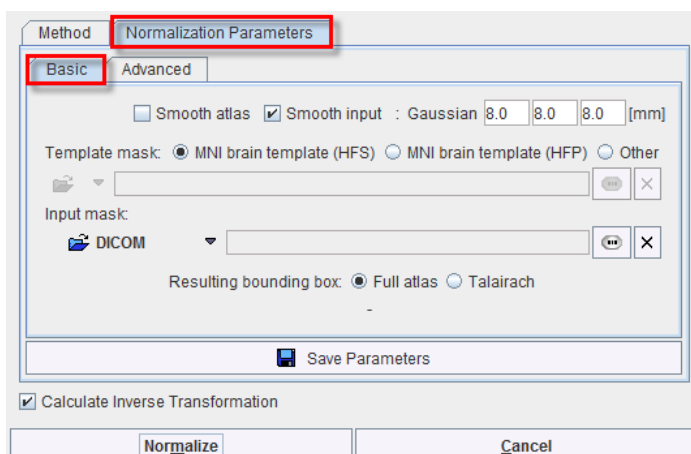 Method Normalization Parameters
Basic Advanced
Smooth atlas Smooth input : Gaussian 8.0 8.0 8.0 [mm]
Template mask: MNI brain template (HFS) MNI brain template (HFP) Other
Input mask:
DICOM
Resulting bounding box: Full atlas Talairach
-
Save Parameters
Calculate Inverse Transformation
Normalize Cancel